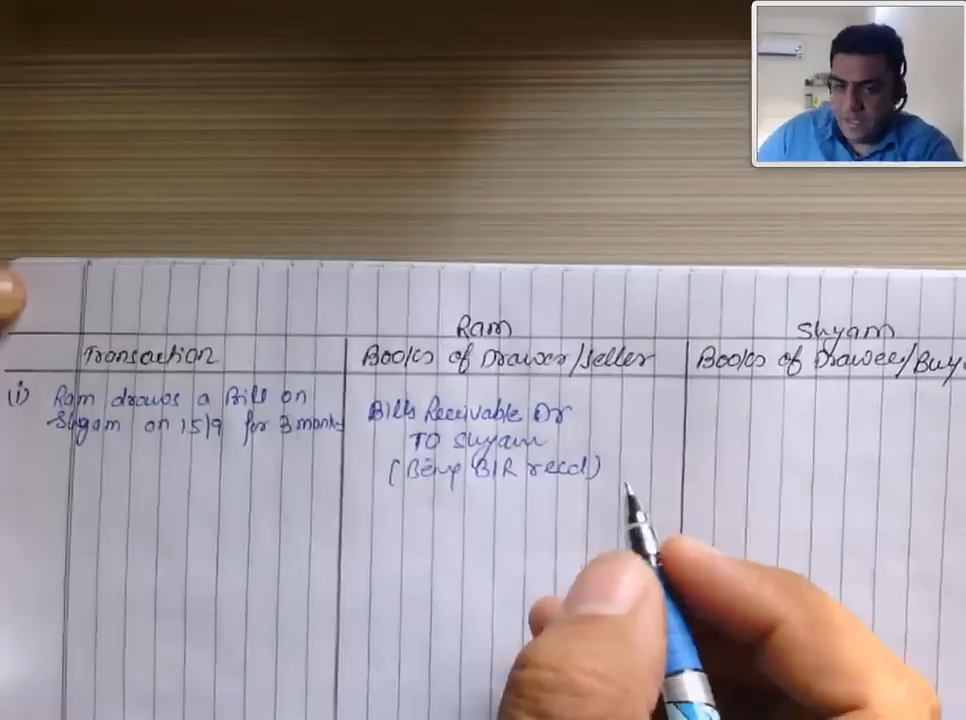 Ram
Shyam
Transaction
Books of Drawer/Seller
Books of Drawee/Buy
(i) Ram draws a Bill on
Shyam on 15/9 for 3 months
Bills Receivable Dr
TO Shyam
(Being B/R recd)